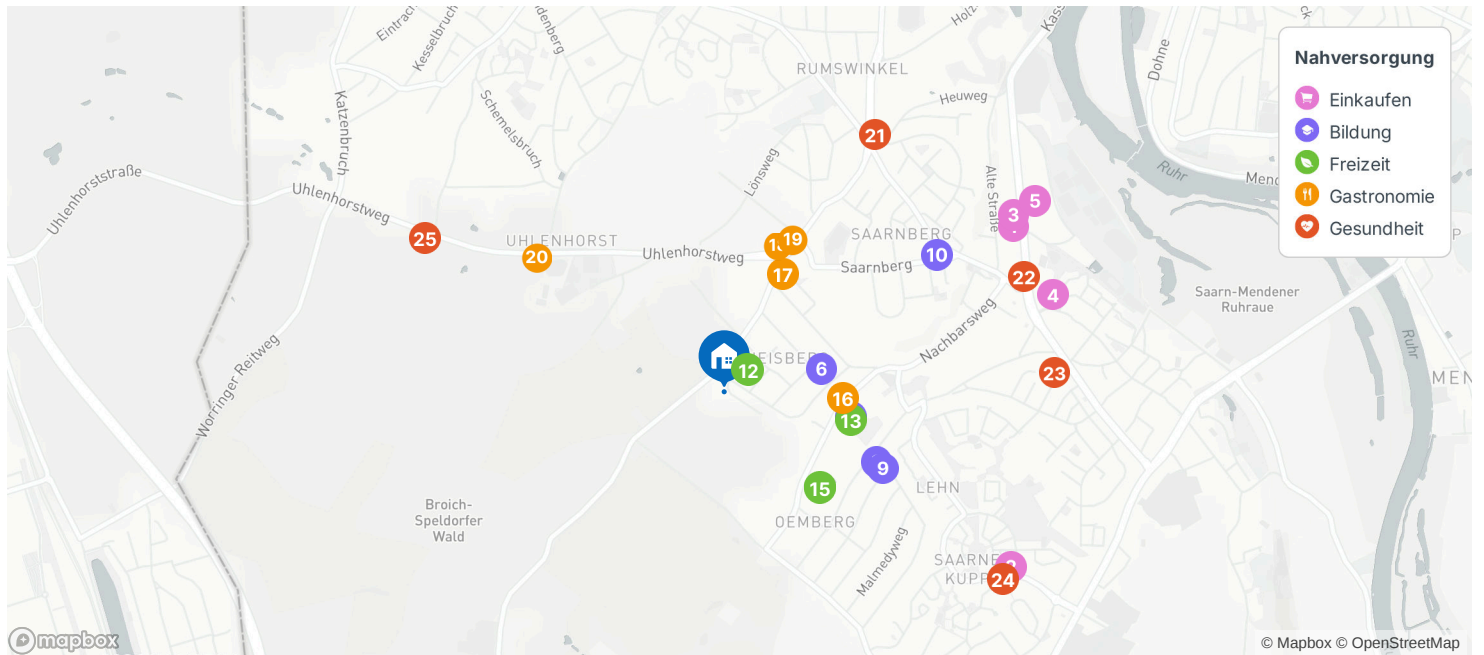 Nahversorgung
Einkaufen
Bildung
Freizeit
Gastronomie
Gesundheit
Kesselbruch
RUMSWINKEL
Heuweg
Dohne
Katzenbruch
Schemelsbruch
Lönsweg
Alte Straße
Ruhr
Uhlenhorststraße
Uhlenhorstweg
UHLENHORST
Uhlenhorstweg
SAARNBERG
Saarnberg
Nachbarsweg
Saarn-Mendener
Ruhraue
Ruhr
Worringer Reitweg
Broich-
Speldorfer
Wald
LEHN
OEMBERG
Malmedyweg
21
5
3
25
20
19
17
10
22
4
12
6
23
16
13
9
15
24
mapbox
© Mapbox © OpenStreetMap